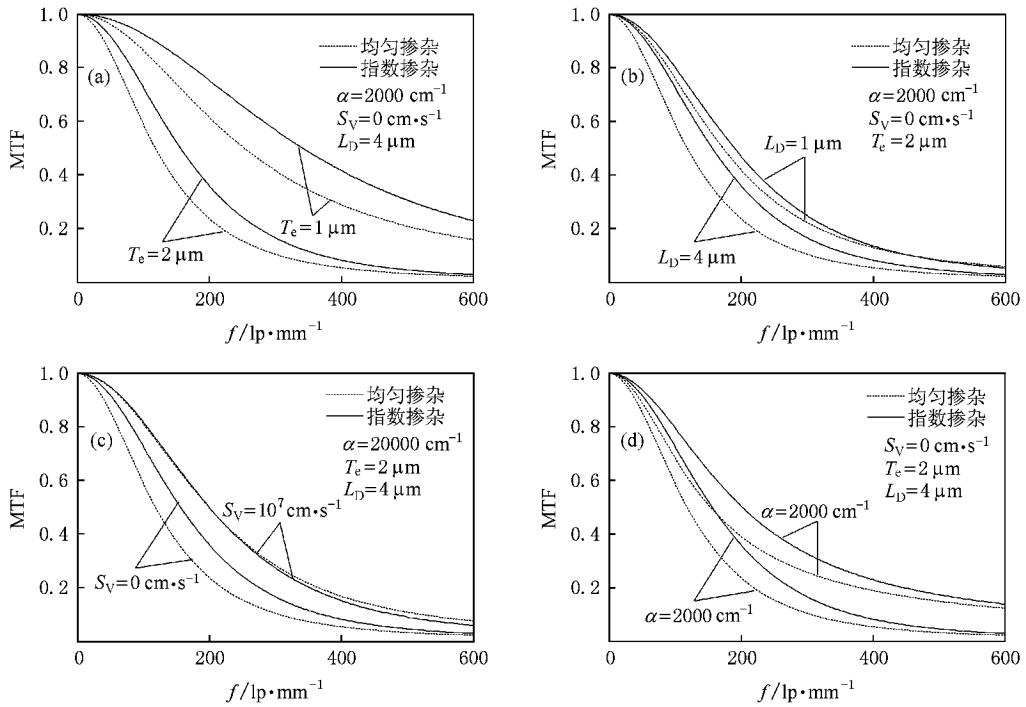 1.0
0.8
0.6
0.4
0.2
MTF
(a)
均匀掺杂
指数掺杂
α=2000 cm⁻¹
S_V=0 cm·s⁻¹
L_D=4 μm
T_e=1 μm
T_e=2 μm
0 200 400 600
f/lp·mm⁻¹
1.0
0.8
0.6
0.4
0.2
MTF
(b)
均匀掺杂
指数掺杂
α=2000 cm⁻¹
S_V=0 cm·s⁻¹
T_e=2 μm
L_D=1 μm
L_D=4 μm
0 200 400 600
f/lp·mm⁻¹
1.0
0.8
0.6
0.4
0.2
MTF
(c)
均匀掺杂
指数掺杂
α=20000 cm⁻¹
T_e=2 μm
L_D=4 μm
S_V=10⁷cm·s⁻¹
S_V=0 cm·s⁻¹
0 200 400 600
f/lp·mm⁻¹
1.0
0.8
0.6
0.4
0.2
MTF
(d)
均匀掺杂
指数掺杂
S_V=0 cm·s⁻¹
T_e=2 μm
L_D=4 μm
α=2000 cm⁻¹
α=2000 cm⁻¹
0 200 400 600
f/lp·mm⁻¹